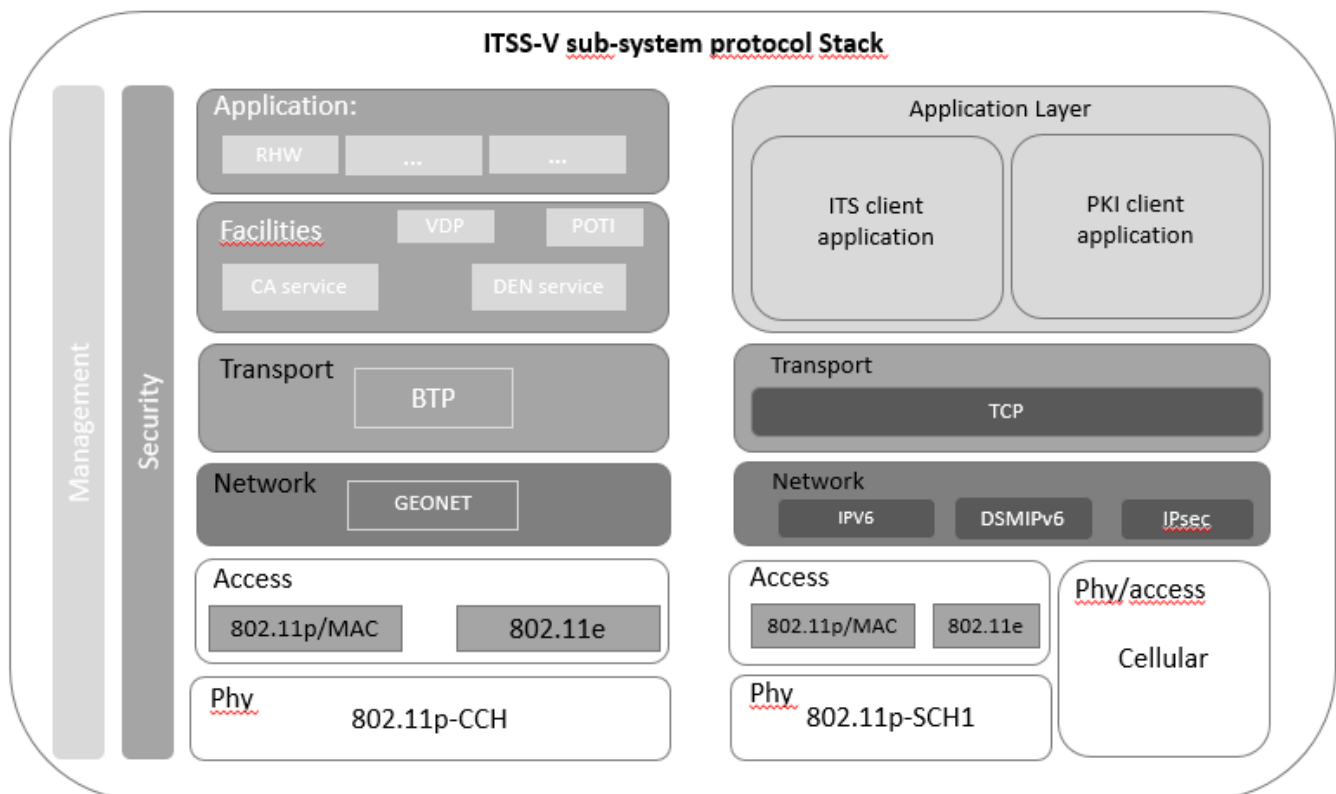 ITSS-V sub-system protocol Stack
Management
Security
Application:
RHW
...
...
Facilities
VDP
POTI
CA service
DEN service
Transport
BTP
Network
GEONET
Access
802.11p/MAC
802.11e
Phy
802.11p-CCH
Application Layer
ITS client
application
PKI client
application
Transport
TCP
Network
IPV6
DSMIPv6
IPsec
Access
802.11p/MAC
802.11e
Phy
802.11p-SCH1
Phy/access
Cellular